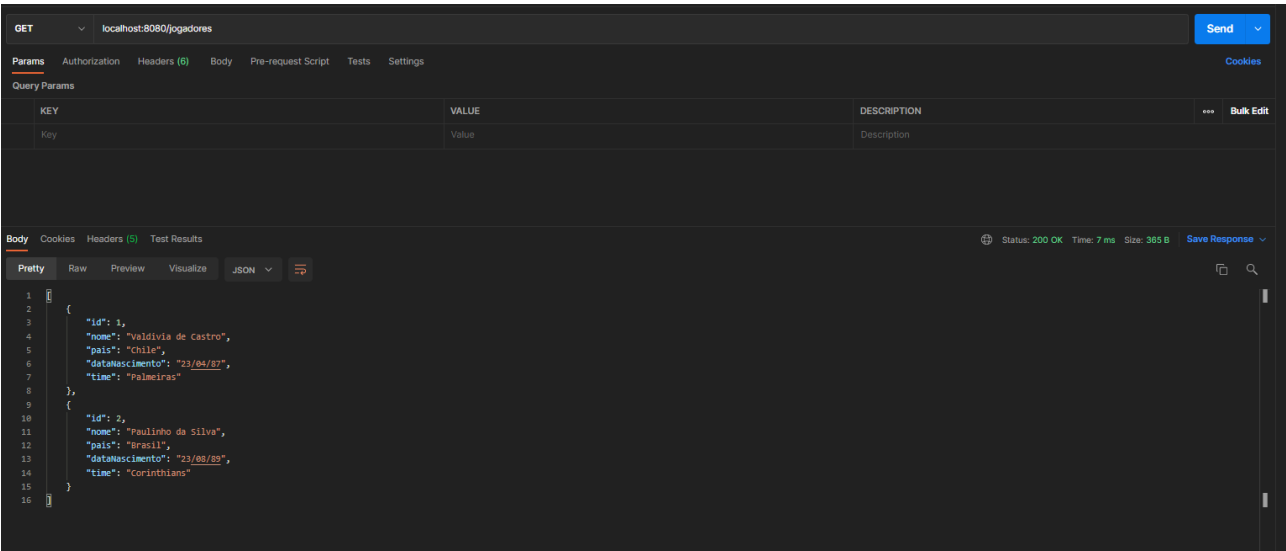 GET localhost:8080/jogadores Send
Params Authorization Headers (6) Body Pre-request Script Tests Settings Cookies
Query Params
KEY VALUE DESCRIPTION ooo Bulk Edit
Key Value Description
Body Cookies Headers (5) Test Results Status: 200 OK Time: 7 ms Size: 365 B Save Response
Pretty Raw Preview Visualize JSON
1 [
2 {
3 "id": 1,
4 "nome": "Valdivia de Castro",
5 "pais": "Chile",
6 "dataNascimento": "23/04/87",
7 "time": "Palmeiras"
8 },
9 {
10 "id": 2,
11 "nome": "Paulinho da Silva",
12 "pais": "Brasil",
13 "dataNascimento": "23/08/89",
14 "time": "Corinthians"
15 }
16 ]